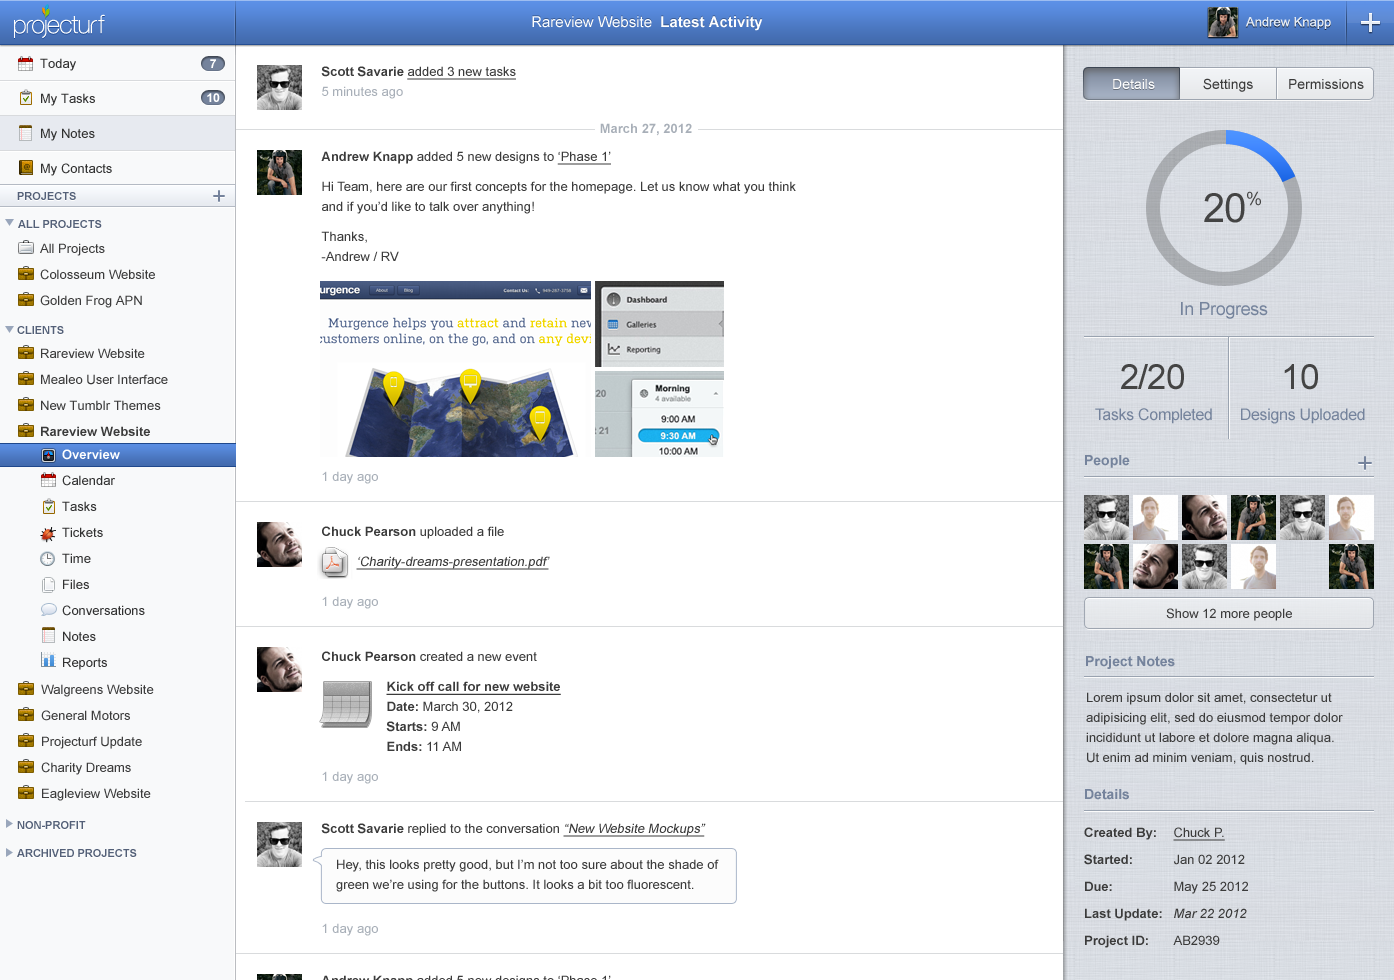 projecturf
Rareview Website Latest Activity
Andrew Knapp
Today 7
My Tasks 10
My Notes
My Contacts
PROJECTS
ALL PROJECTS
All Projects
Colosseum Website
Golden Frog APN
CLIENTS
Rareview Website
Mealeo User Interface
New Tumblr Themes
Rareview Website
Overview
Calendar
Tasks
Tickets
Time
Files
Conversations
Notes
Reports
Walgreens Website
General Motors
Projecturf Update
Charity Dreams
Eagleview Website
NON-PROFIT
ARCHIVED PROJECTS
Scott Savarie added 3 new tasks
5 minutes ago
March 27, 2012
Andrew Knapp added 5 new designs to ‘Phase 1’
Hi Team, here are our first concepts for the homepage. Let us know what you think
and if you’d like to talk over anything!
Thanks,
-Andrew / RV
urgence About Blog Contact Us: 949-287-3758
Murgence helps you attract and retain new
customers online, on the go, and on any devi
Dashboard
Galleries
Reporting
20
21
Morning
4 available
9:00 AM
9:30 AM
10:00 AM
1 day ago
Chuck Pearson uploaded a file
‘Charity-dreams-presentation.pdf’
1 day ago
Chuck Pearson created a new event
Kick off call for new website
Date: March 30, 2012
Starts: 9 AM
Ends: 11 AM
1 day ago
Scott Savarie replied to the conversation “New Website Mockups”
Hey, this looks pretty good, but I’m not too sure about the shade of
green we’re using for the buttons. It looks a bit too fluorescent.
1 day ago
Andrew Knapp added 5 new designs to ‘Phase 1’
Details Settings Permissions
20%
In Progress
2/20
Tasks Completed
10
Designs Uploaded
People
Show 12 more people
Project Notes
Lorem ipsum dolor sit amet, consectetur ut
adipisicing elit, sed do eiusmod tempor dolor
incididunt ut labore et dolore magna aliqua.
Ut enim ad minim veniam, quis nostrud.
Details
Created By: Chuck P.
Started: Jan 02 2012
Due: May 25 2012
Last Update: Mar 22 2012
Project ID: AB2939